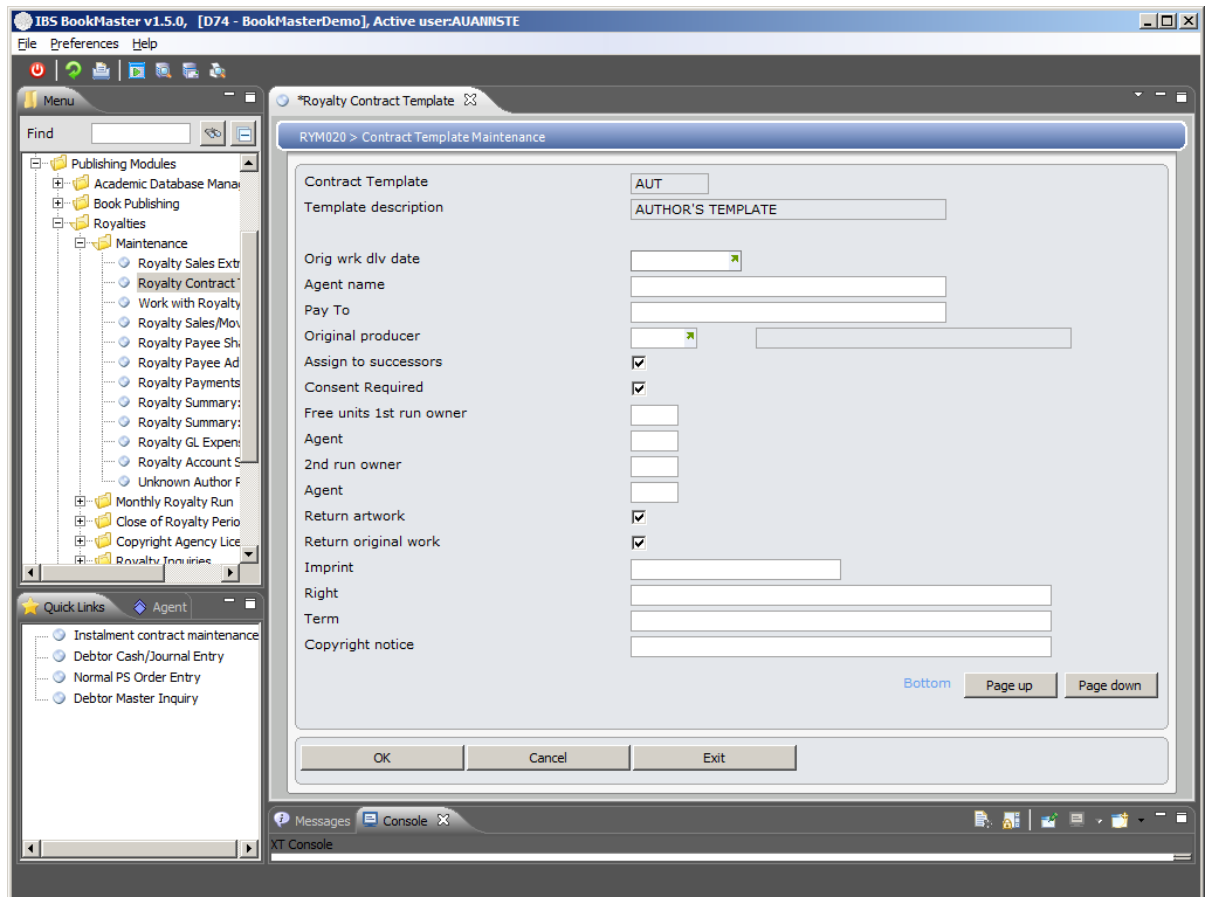 IBS BookMaster v1.5.0, [D74 - BookMasterDemo], Active user:AUANNSTE
File Preferences Help
Menu
Find
Publishing Modules
Academic Database Mana
Book Publishing
Royalties
Maintenance
Royalty Sales Extr
Royalty Contract T
Work with Royalty
Royalty Sales/Mov
Royalty Payee Sha
Royalty Payee Ad
Royalty Payments
Royalty Summary:
Royalty Summary:
Royalty GL Expens
Royalty Account S
Unknown Author F
Monthly Royalty Run
Close of Royalty Perio
Copyright Agency Lice
Royalty Inquiries
Quick Links Agent
Instalment contract maintenance
Debtor Cash/Journal Entry
Normal PS Order Entry
Debtor Master Inquiry
*Royalty Contract Template
RYM020 > Contract Template Maintenance
Contract Template AUT
Template description AUTHOR'S TEMPLATE
Orig wrk dlv date
Agent name
Pay To
Original producer
Assign to successors
Consent Required
Free units 1st run owner
Agent
2nd run owner
Agent
Return artwork
Return original work
Imprint
Right
Term
Copyright notice
Bottom Page up Page down
OK Cancel Exit
Messages Console
XT Console